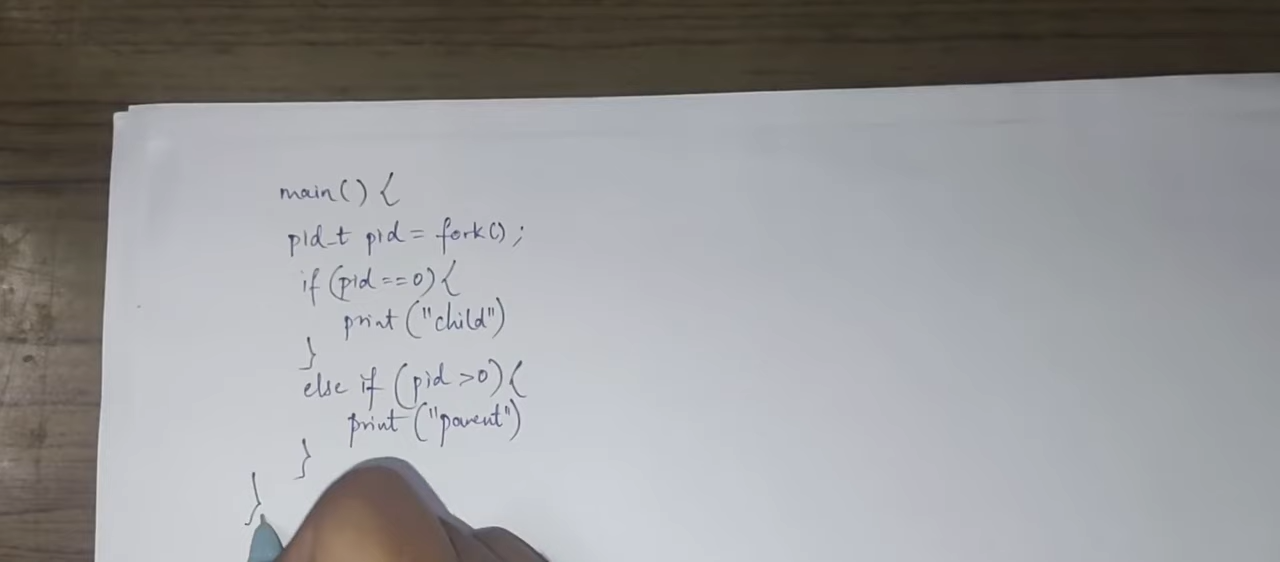 main() {
pid_t pid = fork();
if (pid == 0) {
print ("child")
}
else if (pid > 0) {
print ("parent")
}
}